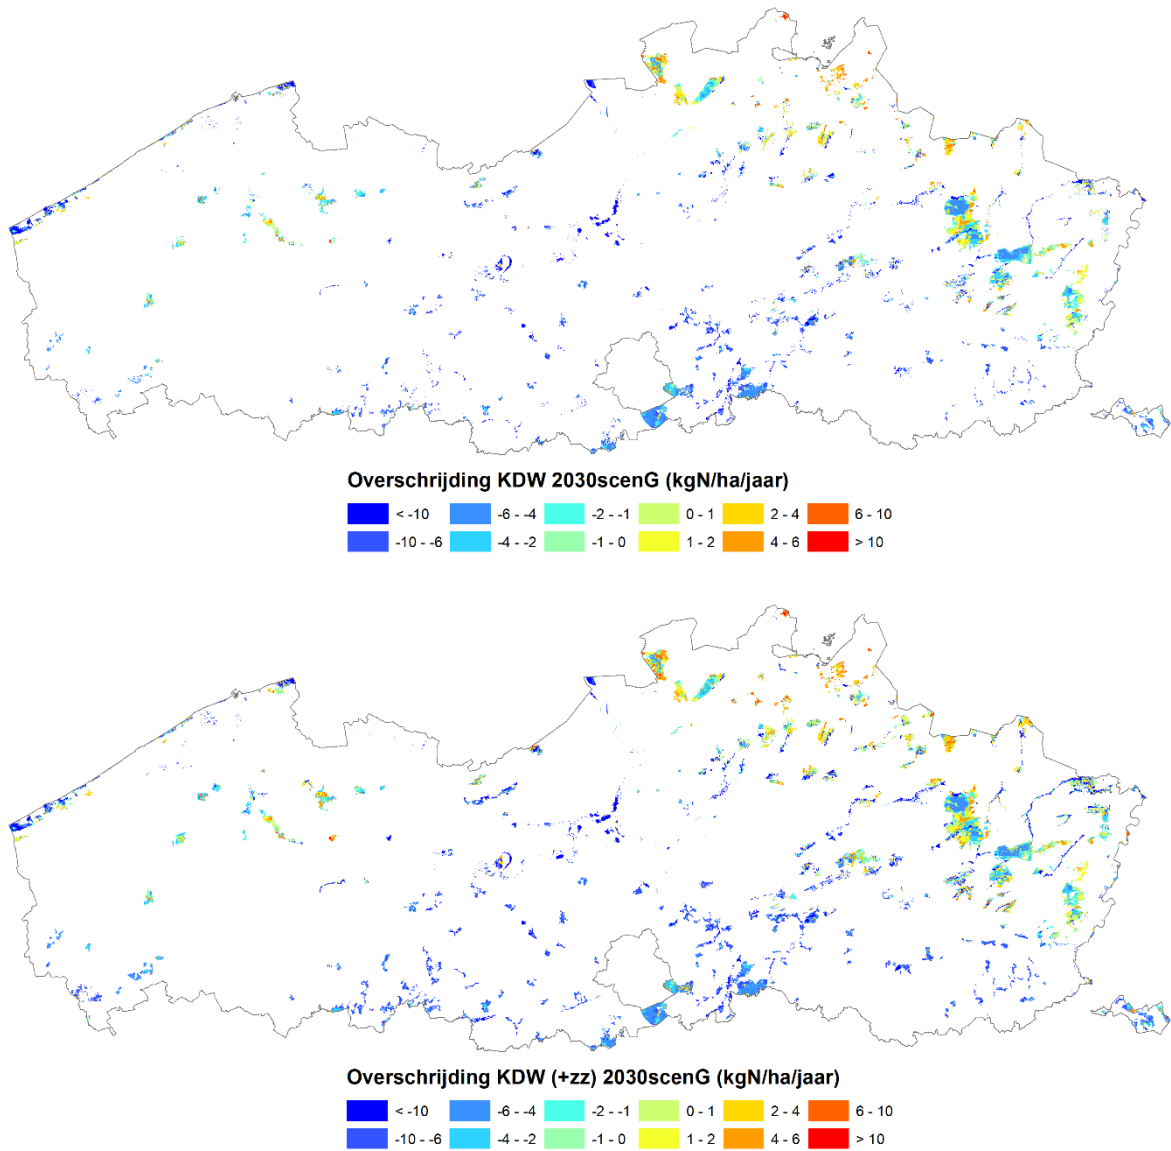 Overschrijding KDW 2030scenG (kgN/ha/jaar)
< -10 -6 - -4 -2 - -1 0 - 1 2 - 4 6 - 10
-10 - -6 -4 - -2 -1 - 0 1 - 2 4 - 6 > 10
Overschrijding KDW (+zz) 2030scenG (kgN/ha/jaar)
< -10 -6 - -4 -2 - -1 0 - 1 2 - 4 6 - 10
-10 - -6 -4 - -2 -1 - 0 1 - 2 4 - 6 > 10